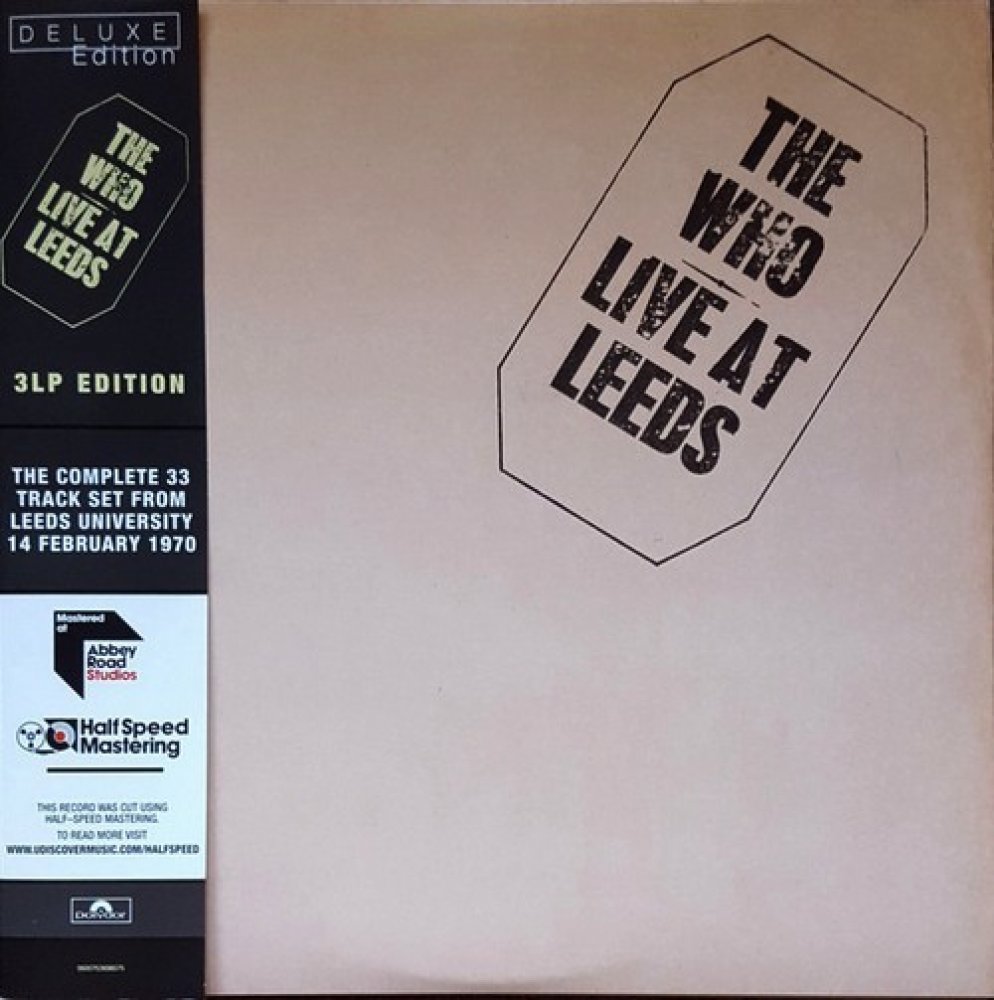 DELUXE
Edition
THE
WHO
LIVE AT
LEEDS
3LP EDITION
THE COMPLETE 33
TRACK SET FROM
LEEDS UNIVERSITY
14 FEBRUARY 1970
Mastered
at
Abbey
Road
Studios
Half Speed
Mastering
THIS RECORD WAS CUT USING
HALF-SPEED MASTERING.
TO READ MORE VISIT
WWW.UDISCOVERMUSIC.COM/HALFSPEED
polydor
THE
WHO
LIVE AT
LEEDS